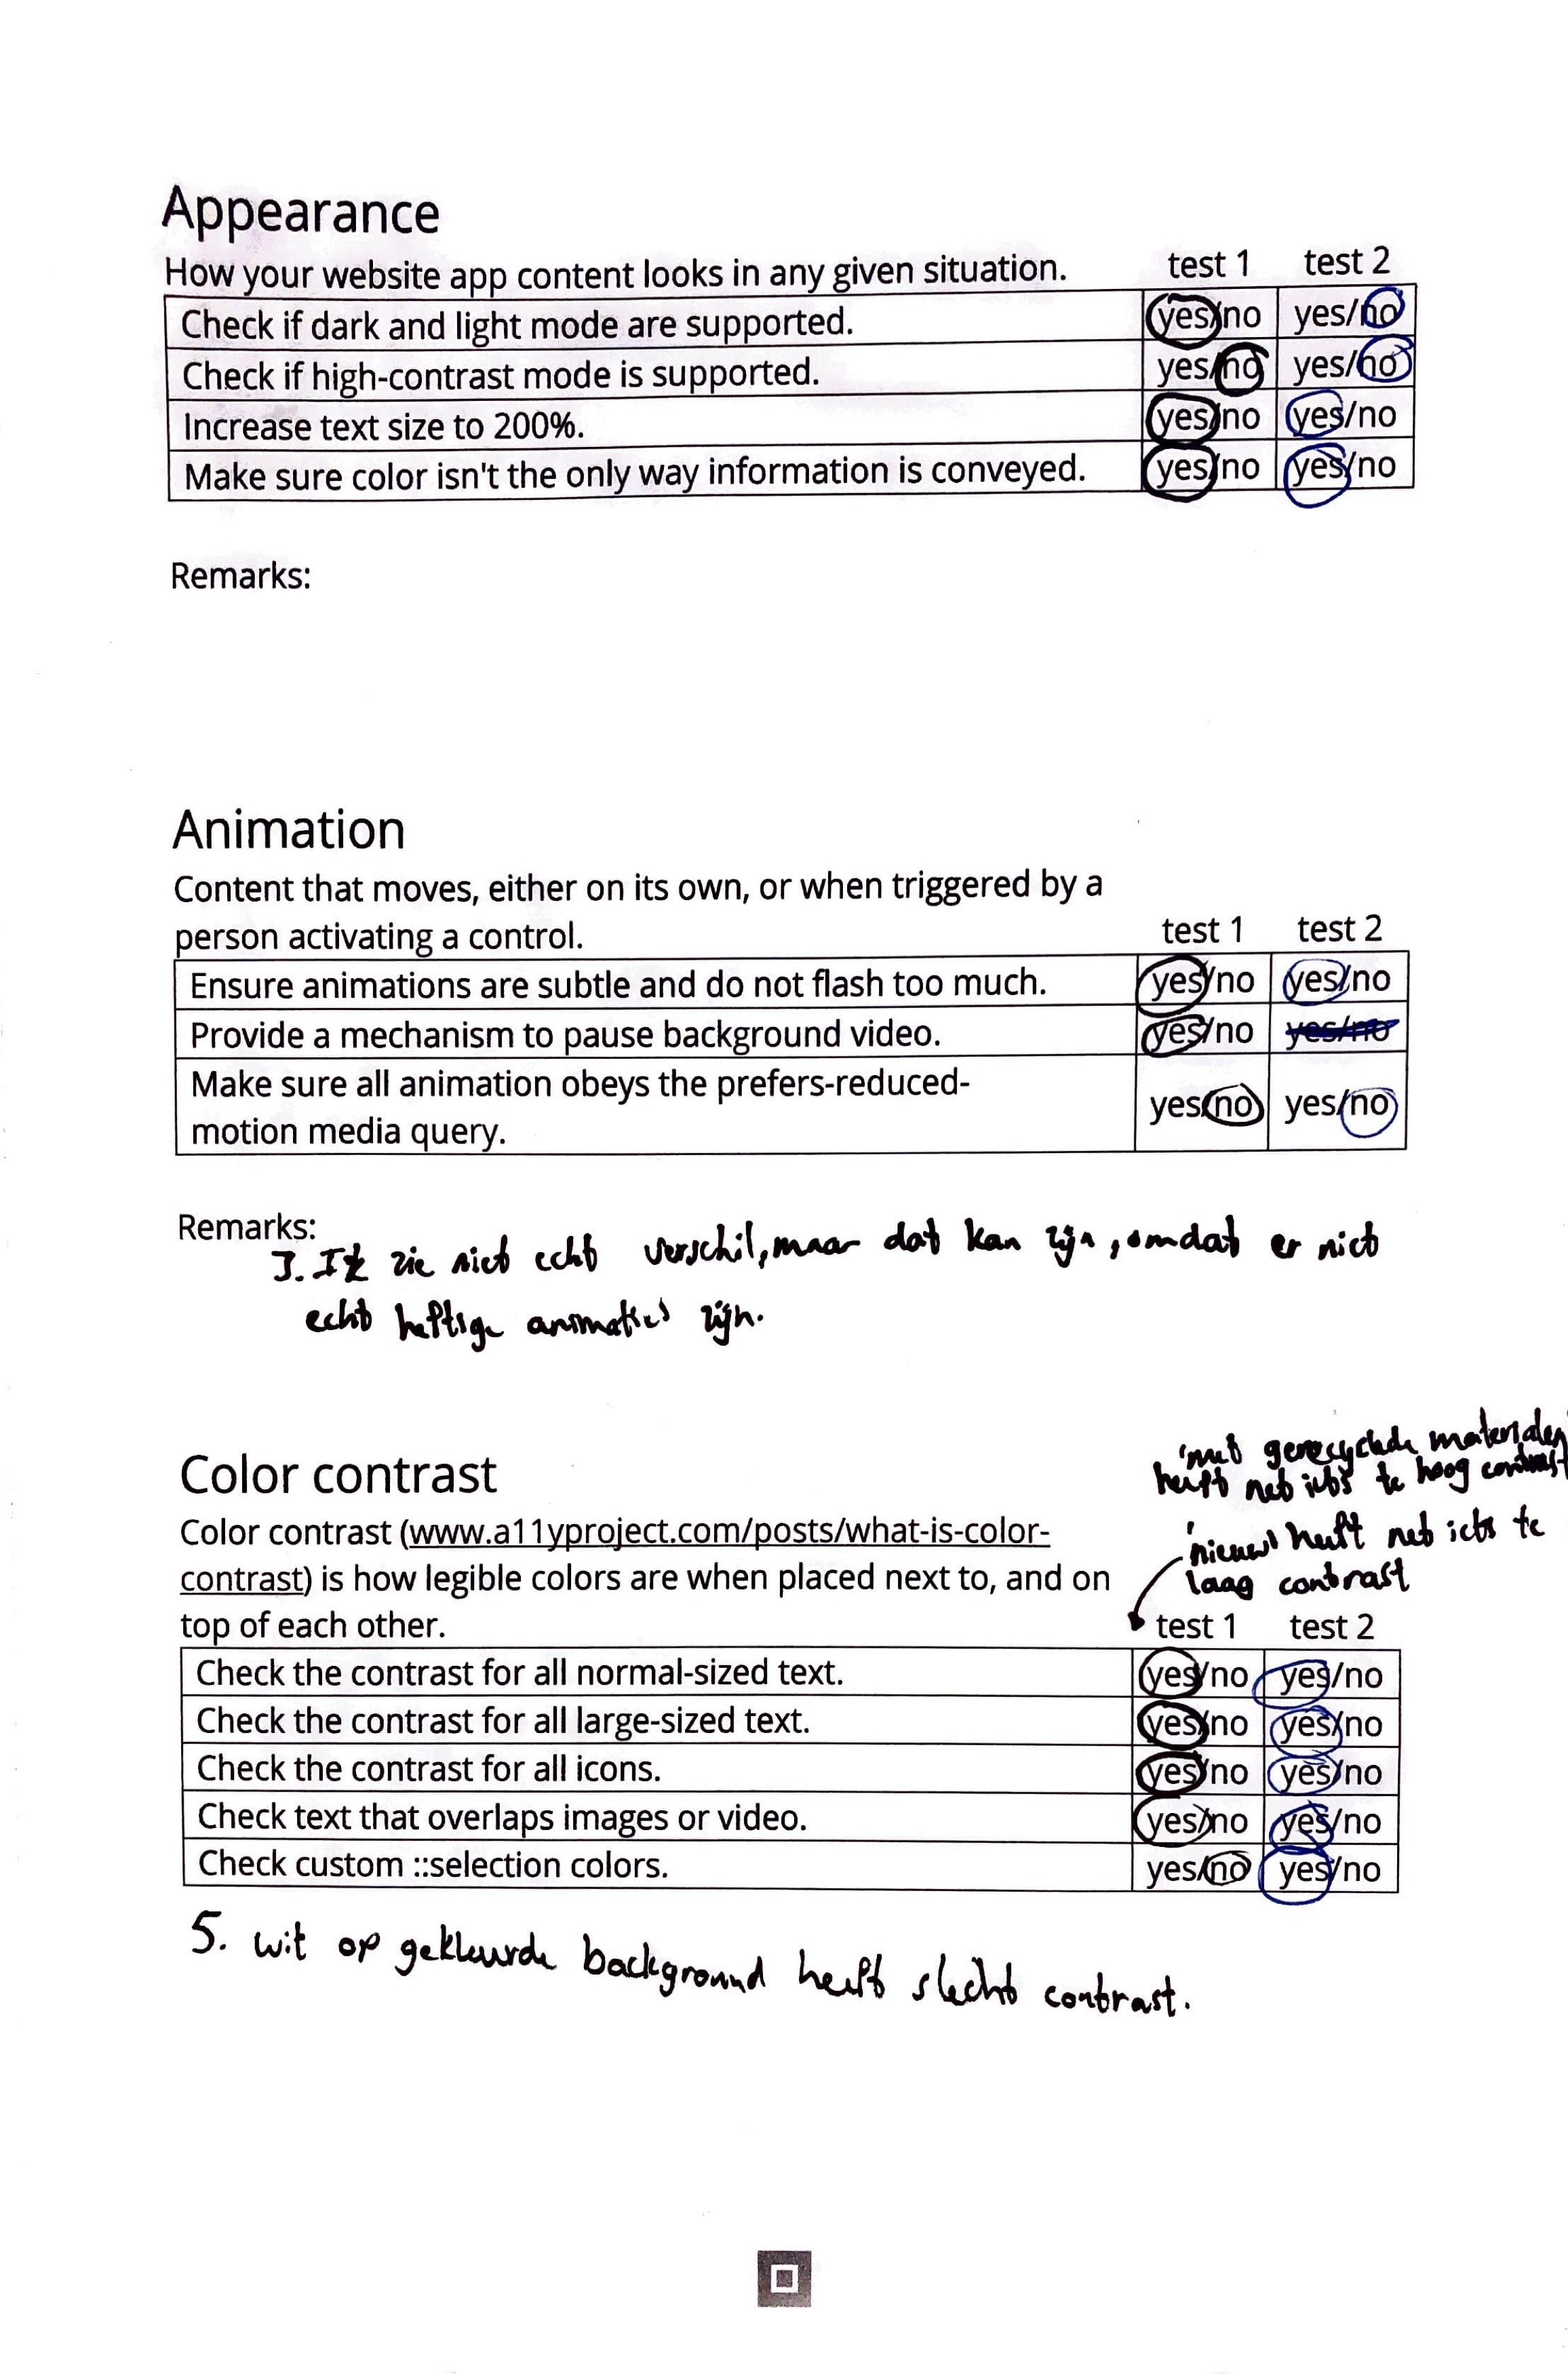 Appearance
How your website app content looks in any given situation. test 1 test 2
Check if dark and light mode are supported. yes/no yes/no
Check if high-contrast mode is supported. yes/no yes/no
Increase text size to 200%. yes/no yes/no
Make sure color isn't the only way information is conveyed. yes/no yes/no
Remarks:
Animation
Content that moves, either on its own, or when triggered by a
person activating a control. test 1 test 2
Ensure animations are subtle and do not flash too much. yes/no yes/no
Provide a mechanism to pause background video. yes/no yes/no
Make sure all animation obeys the prefers-reduced-
motion media query. yes/no yes/no
Remarks:
3. Ik zie niet echt verschil, maar dat kan zijn, omdat er niet
echt heftige animaties zijn.
'met gerecyclede materialen'
heeft net iets te hoog contrast
'nieuw' heeft net iets te
laag contrast
Color contrast
Color contrast (www.a11yproject.com/posts/what-is-color-
contrast) is how legible colors are when placed next to, and on
top of each other. test 1 test 2
Check the contrast for all normal-sized text. yes/no yes/no
Check the contrast for all large-sized text. yes/no yes/no
Check the contrast for all icons. yes/no yes/no
Check text that overlaps images or video. yes/no yes/no
Check custom ::selection colors. yes/no yes/no
5. wit op gekleurde background heeft slecht contrast.